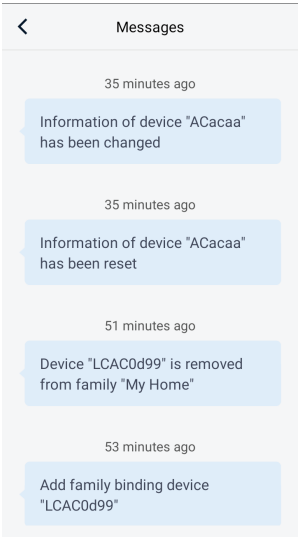 Messages
35 minutes ago
Information of device "ACacaa"
has been changed
35 minutes ago
Information of device "ACacaa"
has been reset
51 minutes ago
Device "LCAC0d99" is removed
from family "My Home"
53 minutes ago
Add family binding device
"LCAC0d99"